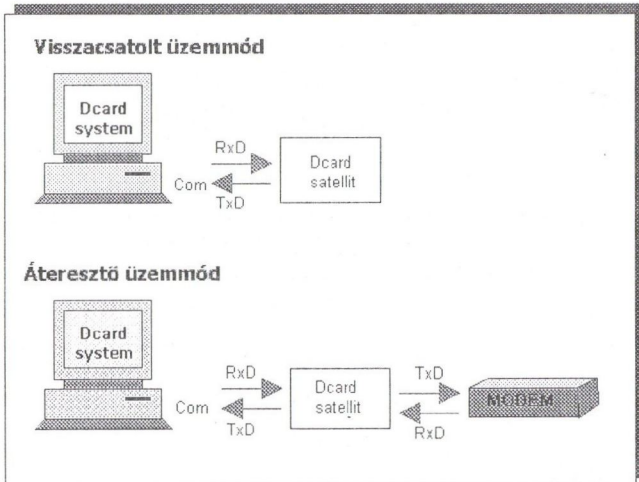 Visszacsatolt üzemmód
Dcard
system
RxD
Com
TxD
Dcard
satellit
Áteresztő üzemmód
Dcard
system
RxD
Com
TxD
Dcard
satellit
TxD
RxD
MODEM